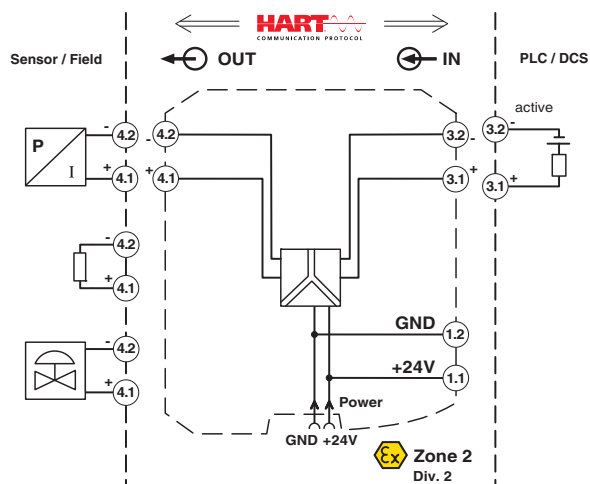 HART
COMMUNICATION PROTOCOL
Sensor / Field
OUT
IN
PLC / DCS
active
P
I
- 4.2
+ 4.1
4.2 -
4.1 +
3.2 -
3.1 +
3.2 -
3.1 +
- 4.2
+ 4.1
- 4.2
+ 4.1
GND 1.2
+24V 1.1
Power
GND +24V
Ex Zone 2
Div. 2